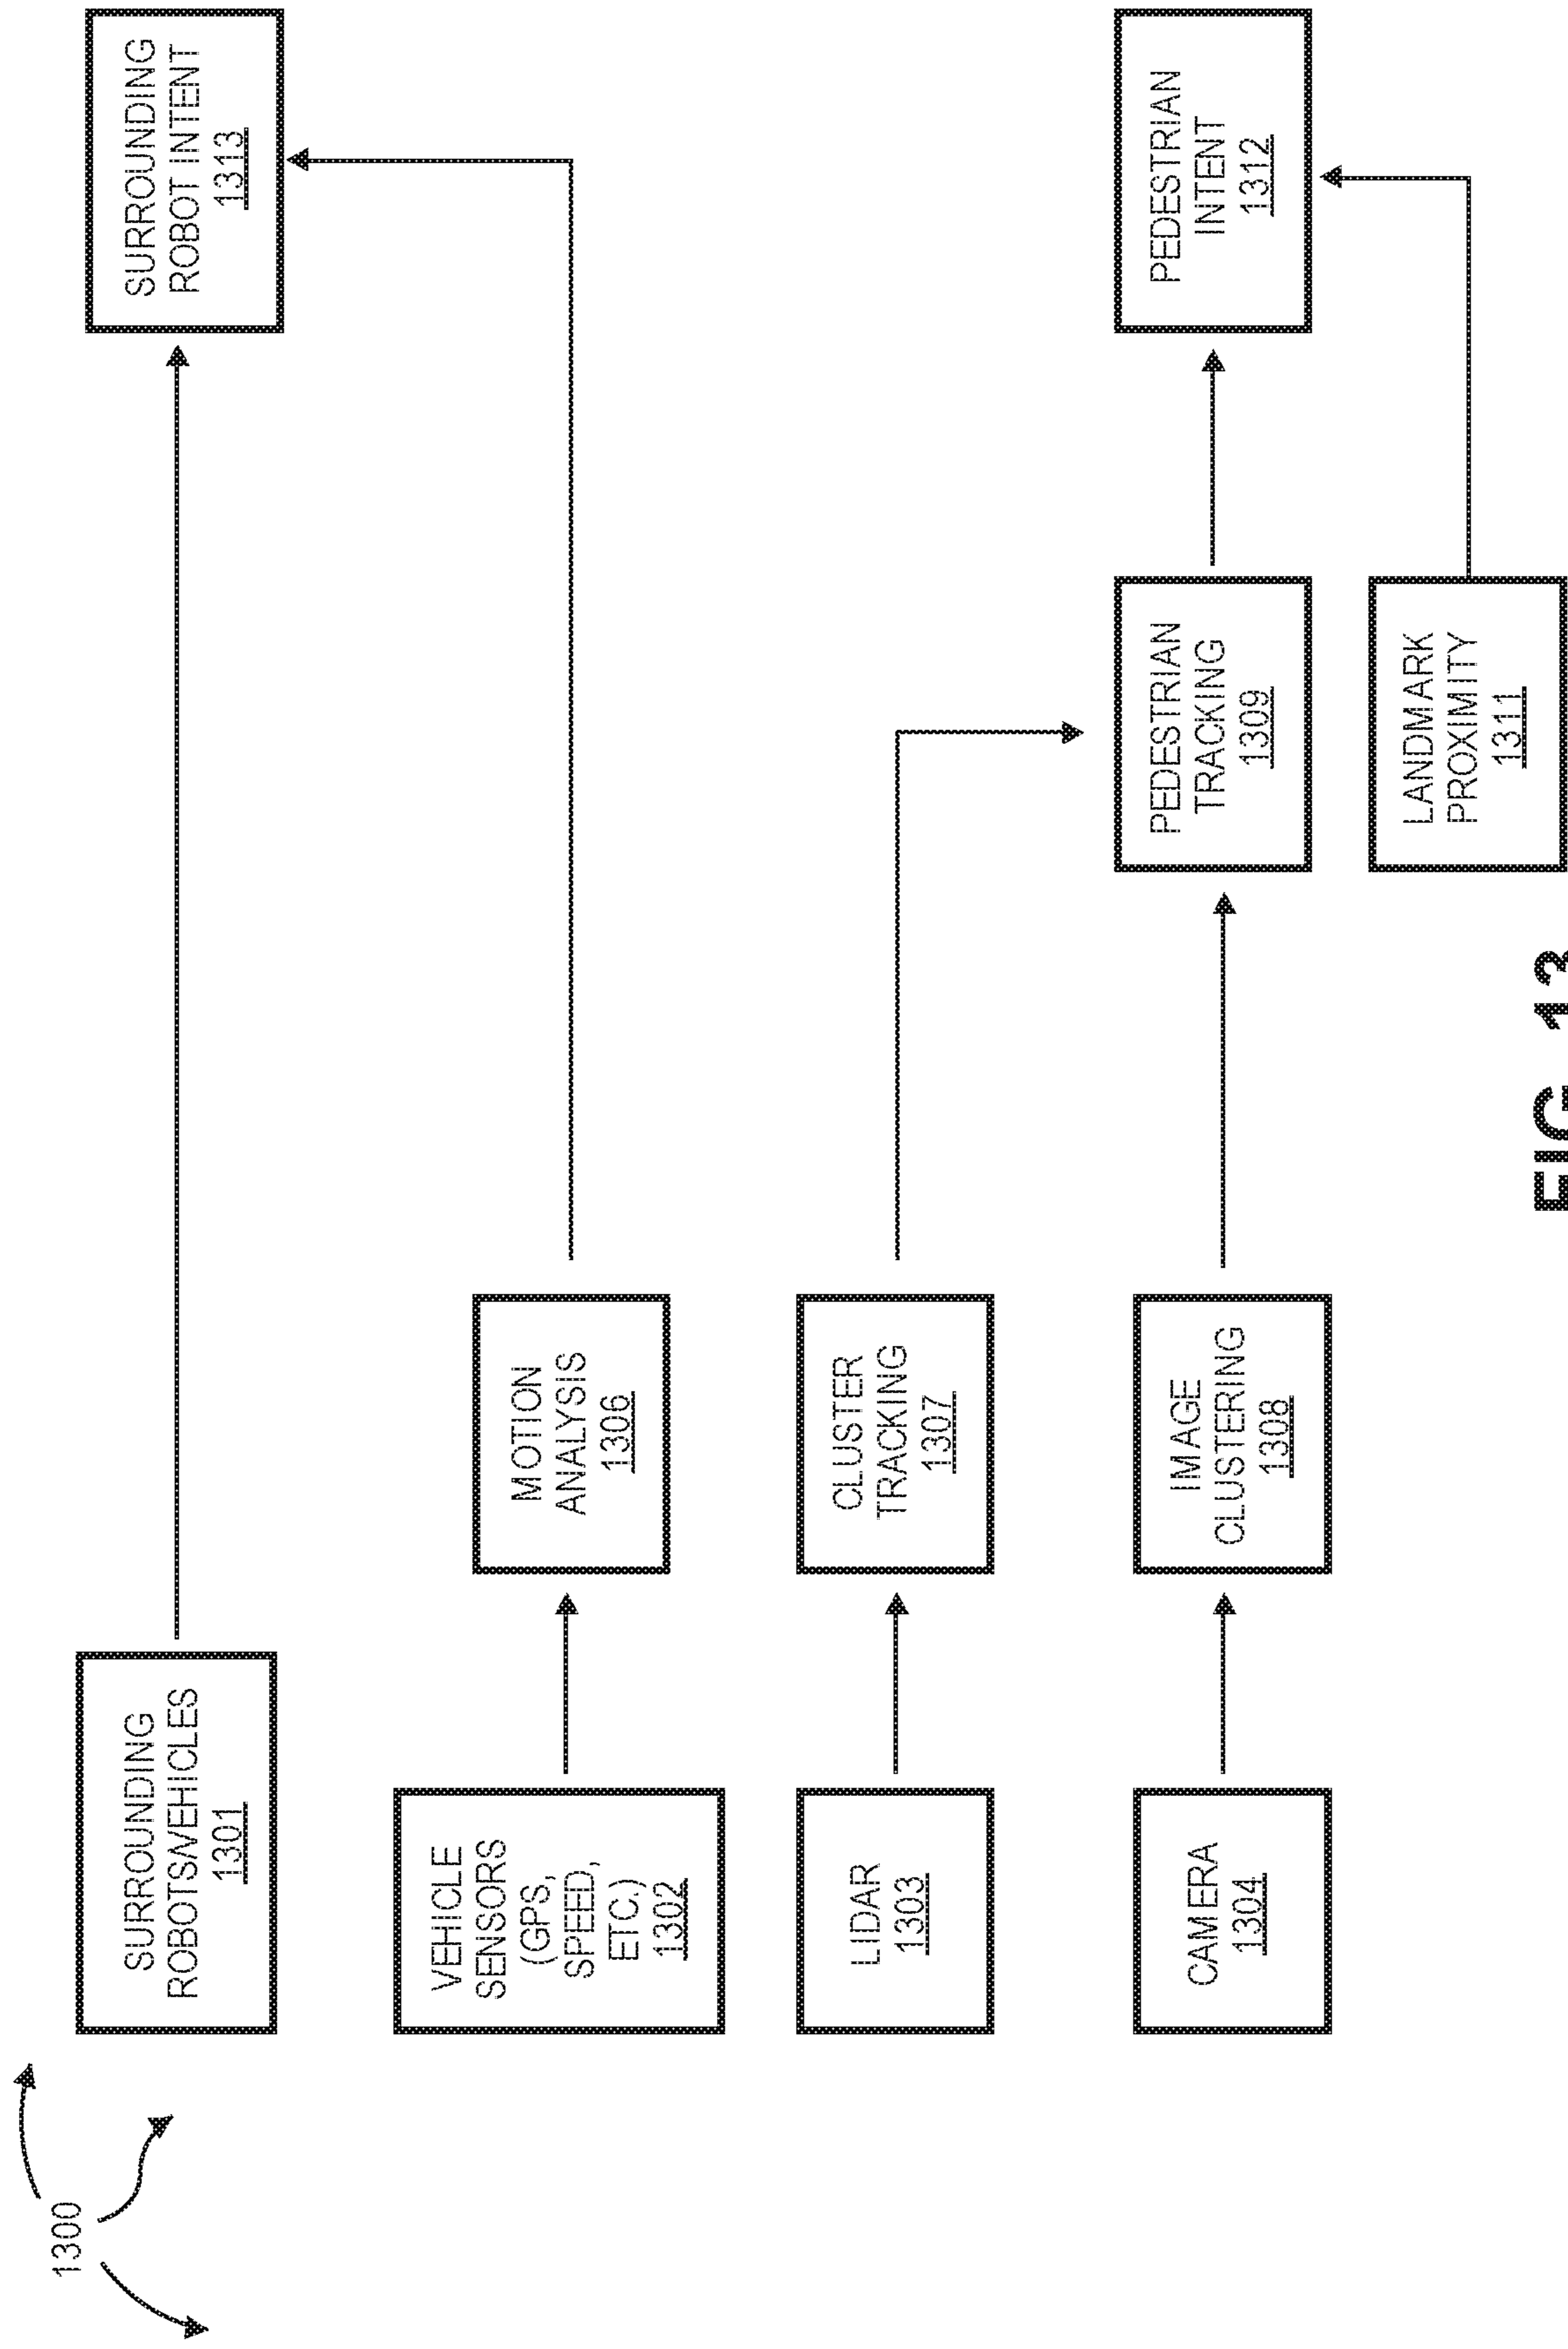 1300
SURROUNDING
ROBOTS/VEHICLES
1301
SURROUNDING
ROBOT INTENT
1313
VEHICLE
SENSORS
(GPS,
SPEED,
ETC.)
1302
MOTION
ANALYSIS
1306
LIDAR
1303
CLUSTER
TRACKING
1307
CAMERA
1304
IMAGE
CLUSTERING
1308
PEDESTRIAN
TRACKING
1309
PEDESTRIAN
INTENT
1312
LANDMARK
PROXIMITY
1311
FIG. 13